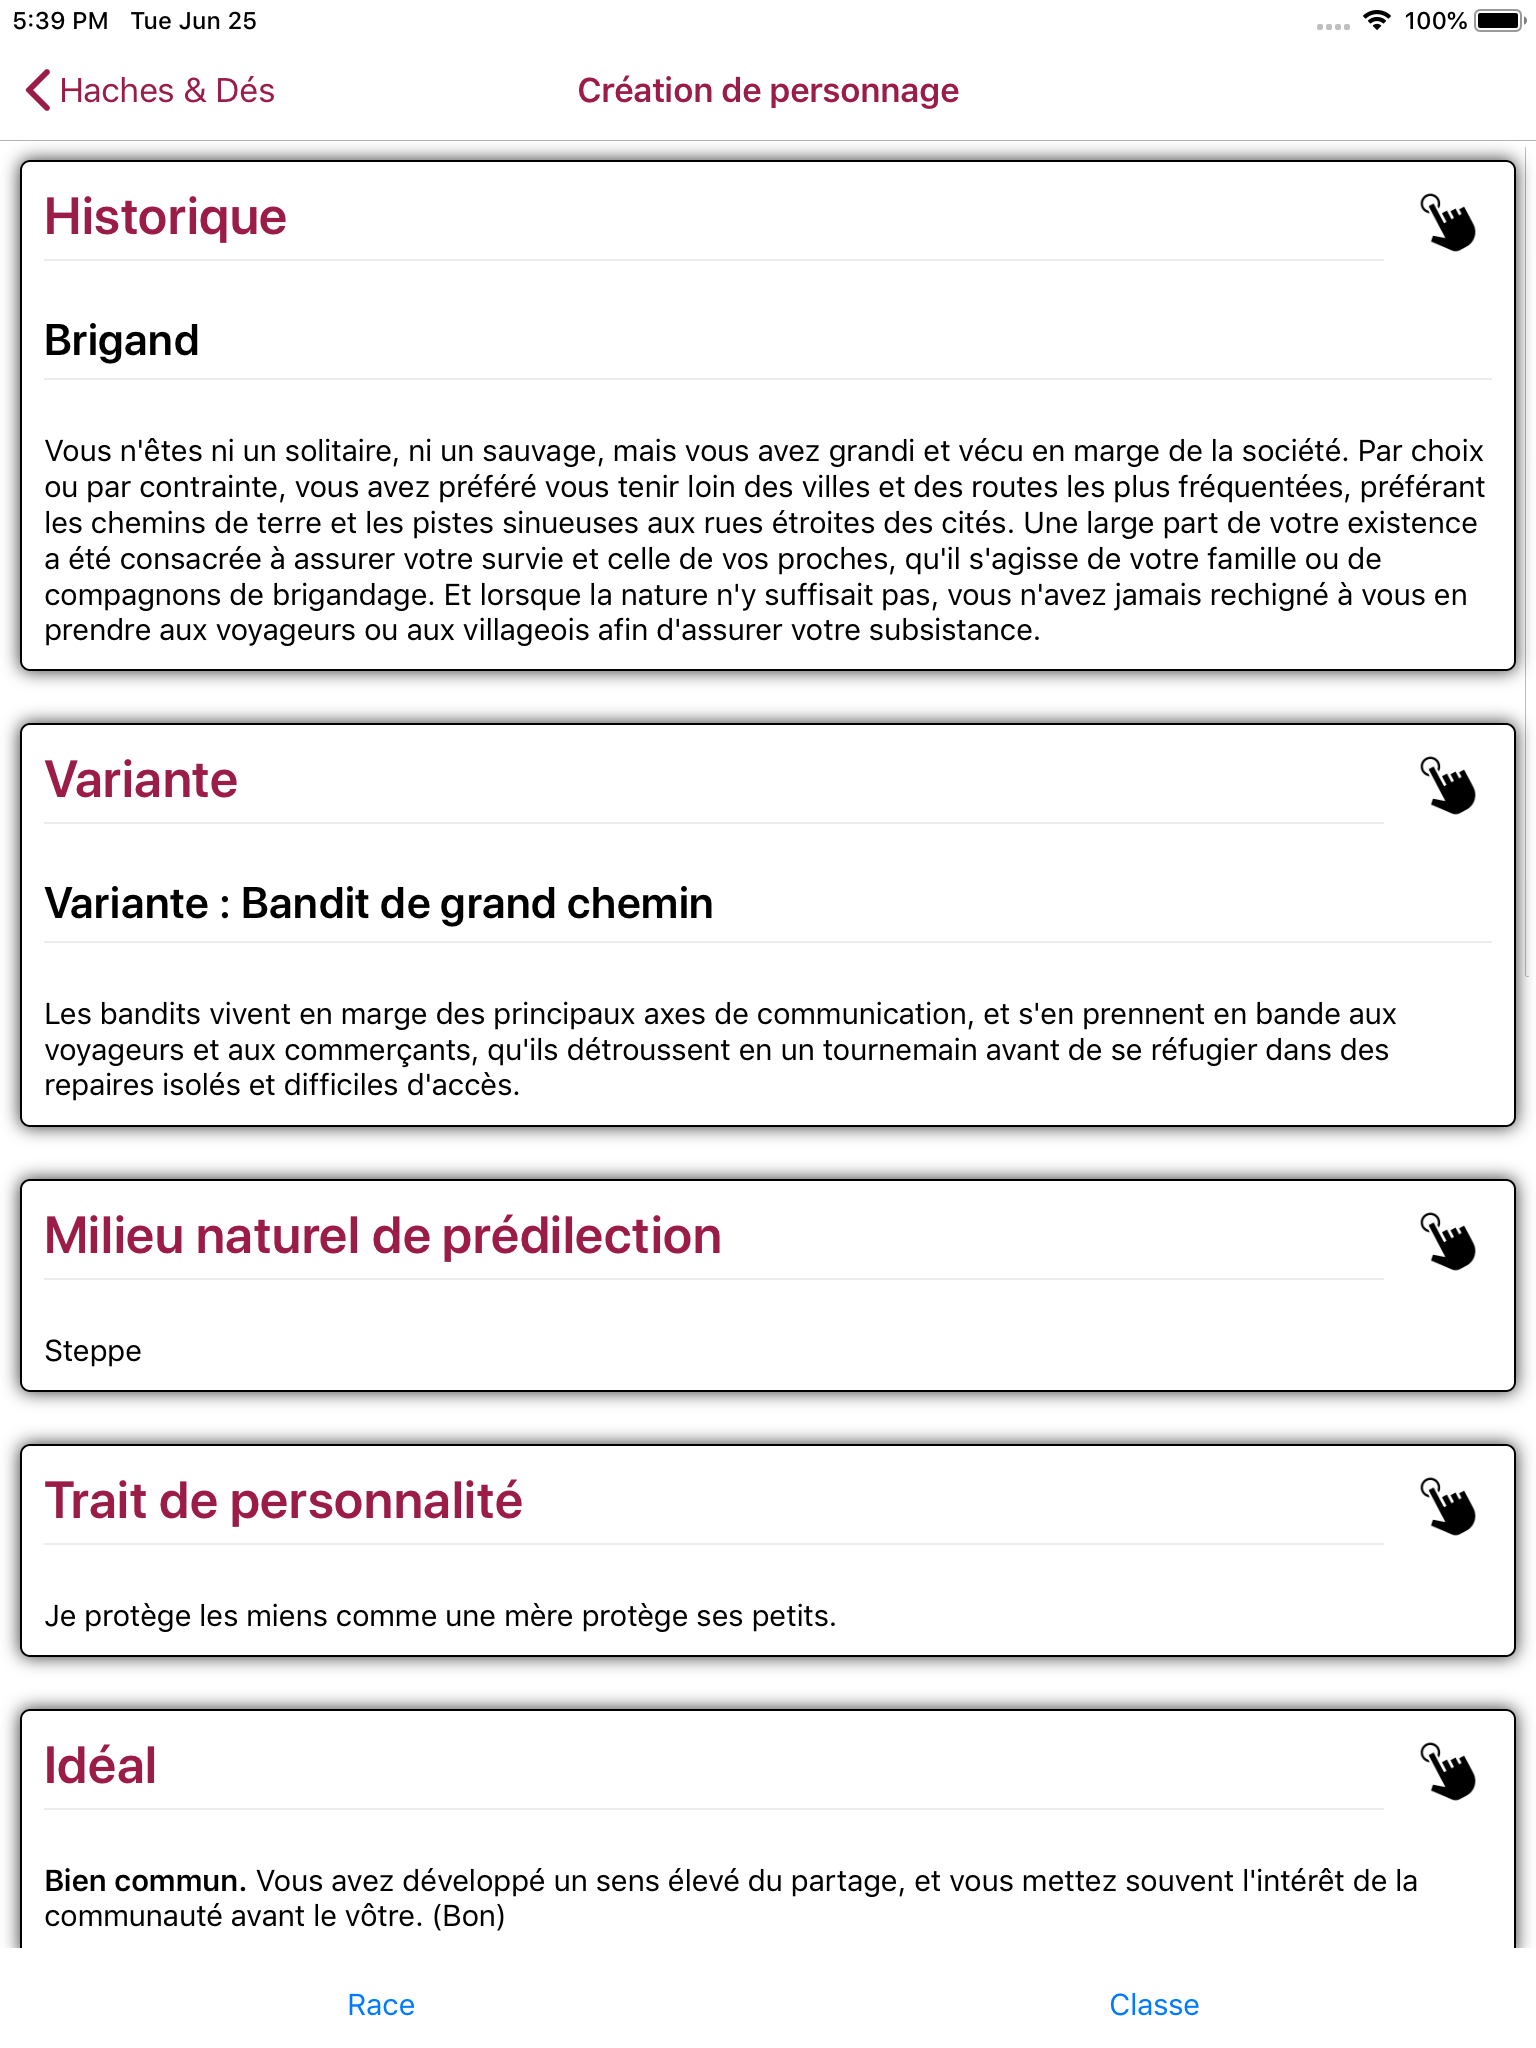 5:39 PM Tue Jun 25
100%
Haches & Dés
Création de personnage
Historique
Brigand
Vous n'êtes ni un solitaire, ni un sauvage, mais vous avez grandi et vécu en marge de la société. Par choix
ou par contrainte, vous avez préféré vous tenir loin des villes et des routes les plus fréquentées, préférant
les chemins de terre et les pistes sinueuses aux rues étroites des cités. Une large part de votre existence
a été consacrée à assurer votre survie et celle de vos proches, qu'il s'agisse de votre famille ou de
compagnons de brigandage. Et lorsque la nature n'y suffisait pas, vous n'avez jamais rechigné à vous en
prendre aux voyageurs ou aux villageois afin d'assurer votre subsistance.
Variante
Variante : Bandit de grand chemin
Les bandits vivent en marge des principaux axes de communication, et s'en prennent en bande aux
voyageurs et aux commerçants, qu'ils détroussent en un tournemain avant de se réfugier dans des
repaires isolés et difficiles d'accès.
Milieu naturel de prédilection
Steppe
Trait de personnalité
Je protège les miens comme une mère protège ses petits.
Idéal
Bien commun. Vous avez développé un sens élevé du partage, et vous mettez souvent l'intérêt de la
communauté avant le vôtre. (Bon)
Race
Classe